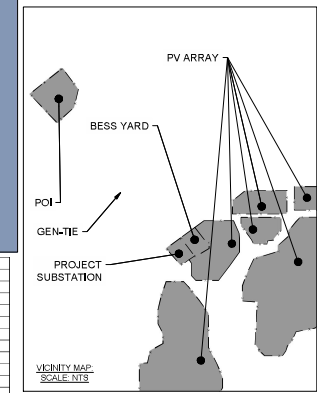 PV ARRAY
BESS YARD
POI
GEN-TIE
PROJECT
SUBSTATION
VICINITY MAP:
SCALE: NTS